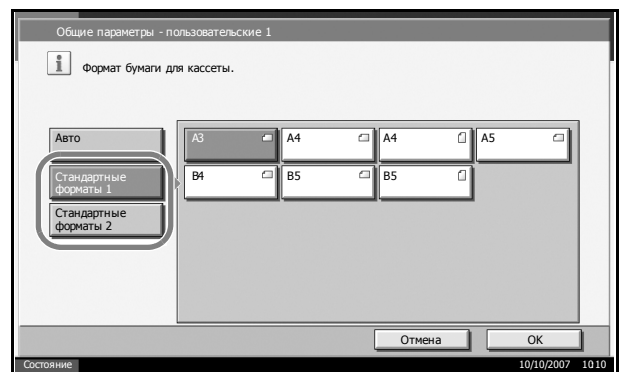 Общие параметры - пользовательские 1
Формат бумаги для кассеты.
Авто
Стандартные
форматы 1
Стандартные
форматы 2
A3
A4
A4
A5
B4
B5
B5
Отмена
OK
Состояние
10/10/2007 10:10